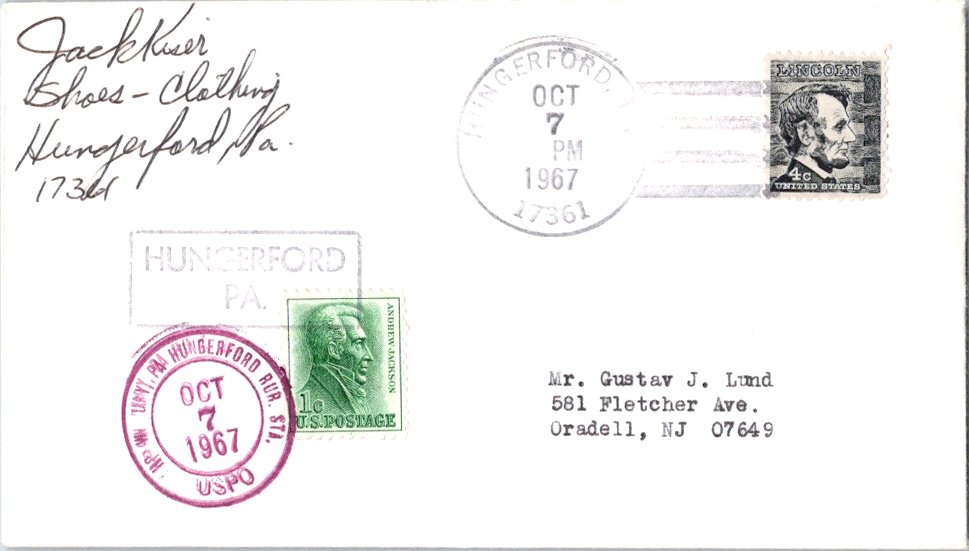 Jack Kiser
Shoes - Clothing
Hungerford, Pa.
17361
HUNGERFORD,
OCT
7
PM
1967
17361
LINCOLN
4c
UNITED STATES
HUNGERFORD
PA.
ANDREW JACKSON
1c
U.S. POSTAGE
PA HUNGERFORD RUR. STA.
OCT
7
1967
USPO
Mr. Gustav J. Lund
581 Fletcher Ave.
Oradell, NJ 07649